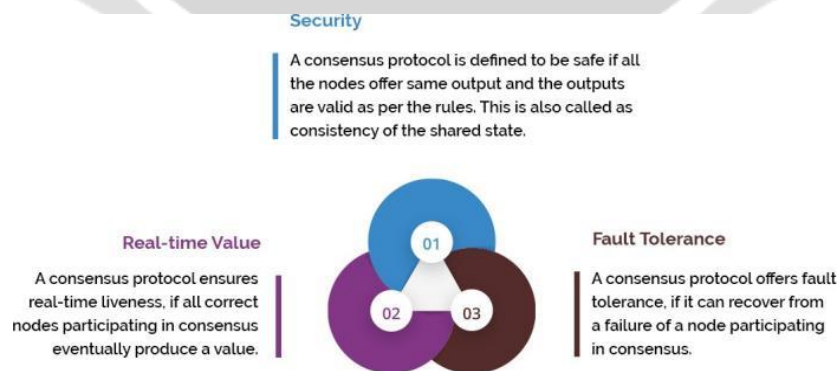 Security
A consensus protocol is defined to be safe if all
the nodes offer same output and the outputs
are valid as per the rules. This is also called as
consistency of the shared state.
01
Real-time Value
A consensus protocol ensures
real-time liveness, if all correct
nodes participating in consensus
eventually produce a value.
02
03
Fault Tolerance
A consensus protocol offers fault
tolerance, if it can recover from
a failure of a node participating
in consensus.